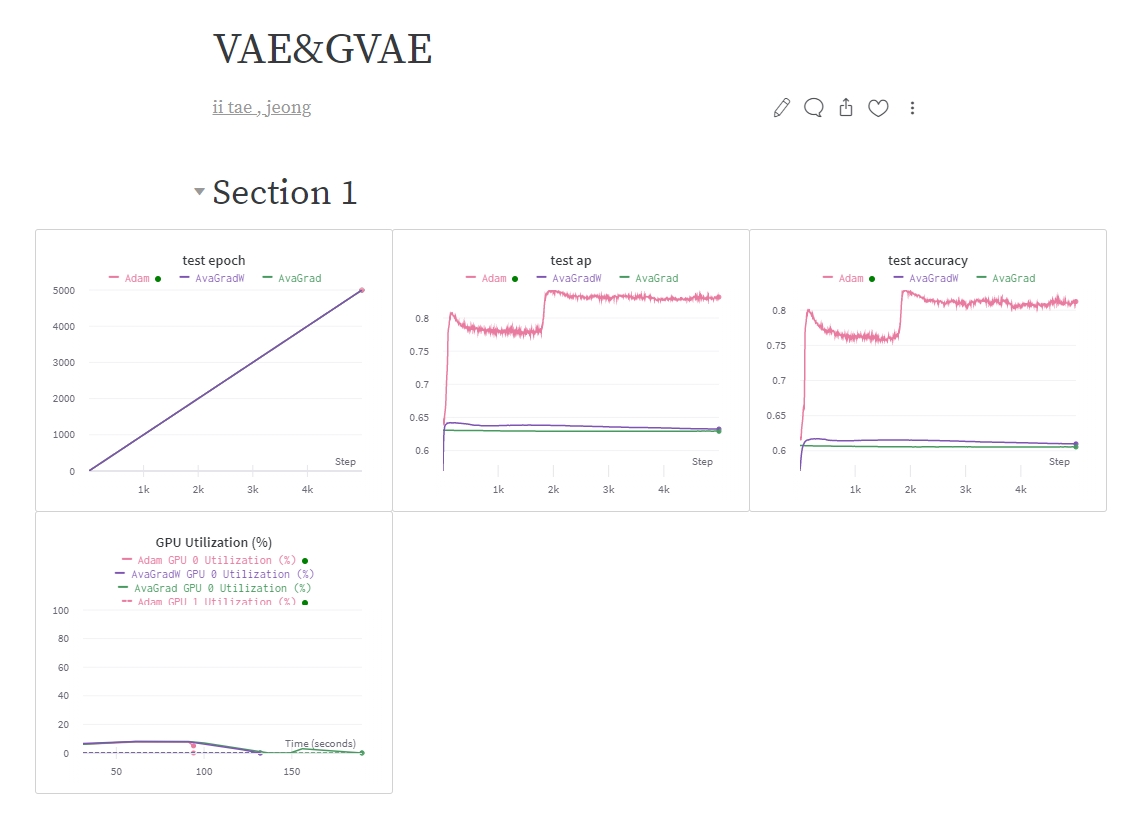 VAE&GVAE
ii tae , jeong
Section 1
test epoch
Adam AvaGradW AvaGrad
5000
4000
3000
2000
1000
0
Step
1k 2k 3k 4k
test ap
Adam AvaGradW AvaGrad
0.8
0.75
0.7
0.65
0.6
Step
1k 2k 3k 4k
test accuracy
Adam AvaGradW AvaGrad
0.8
0.75
0.7
0.65
0.6
Step
1k 2k 3k 4k
GPU Utilization (%)
Adam GPU 0 Utilization (%)
AvaGradW GPU 0 Utilization (%)
AvaGrad GPU 0 Utilization (%)
Adam GPU 1 Utilization (%)
100
80
60
40
20
0
Time (seconds)
50 100 150